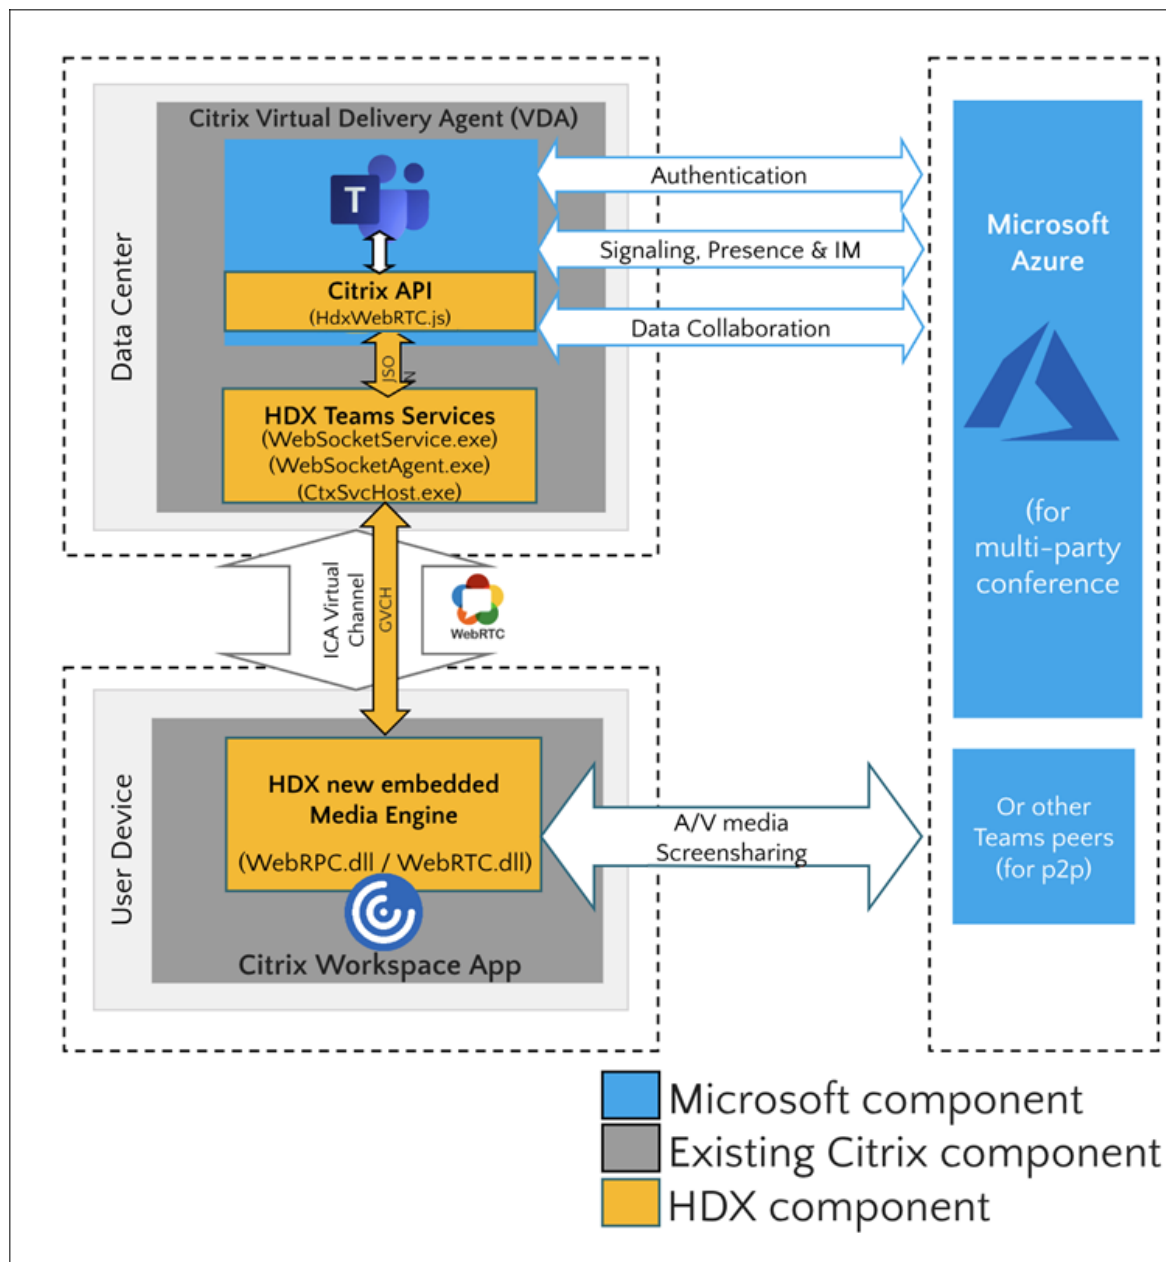 Citrix Virtual Delivery Agent (VDA)
T
Citrix API
(HdxWebRTC.js)
JSO
N
HDX Teams Services
(WebSocketService.exe)
(WebSocketAgent.exe)
(CtxSvcHost.exe)
Data Center
Authentication
Signaling, Presence & IM
Data Collaboration
Microsoft
Azure
(for
multi-party
conference
ICA Virtual
Channel
GVCH
WebRTC
User Device
HDX new embedded
Media Engine
(WebRPC.dll / WebRTC.dll)
Citrix Workspace App
A/V media
Screensharing
Or other
Teams peers
(for p2p)
Microsoft component
Existing Citrix component
HDX component